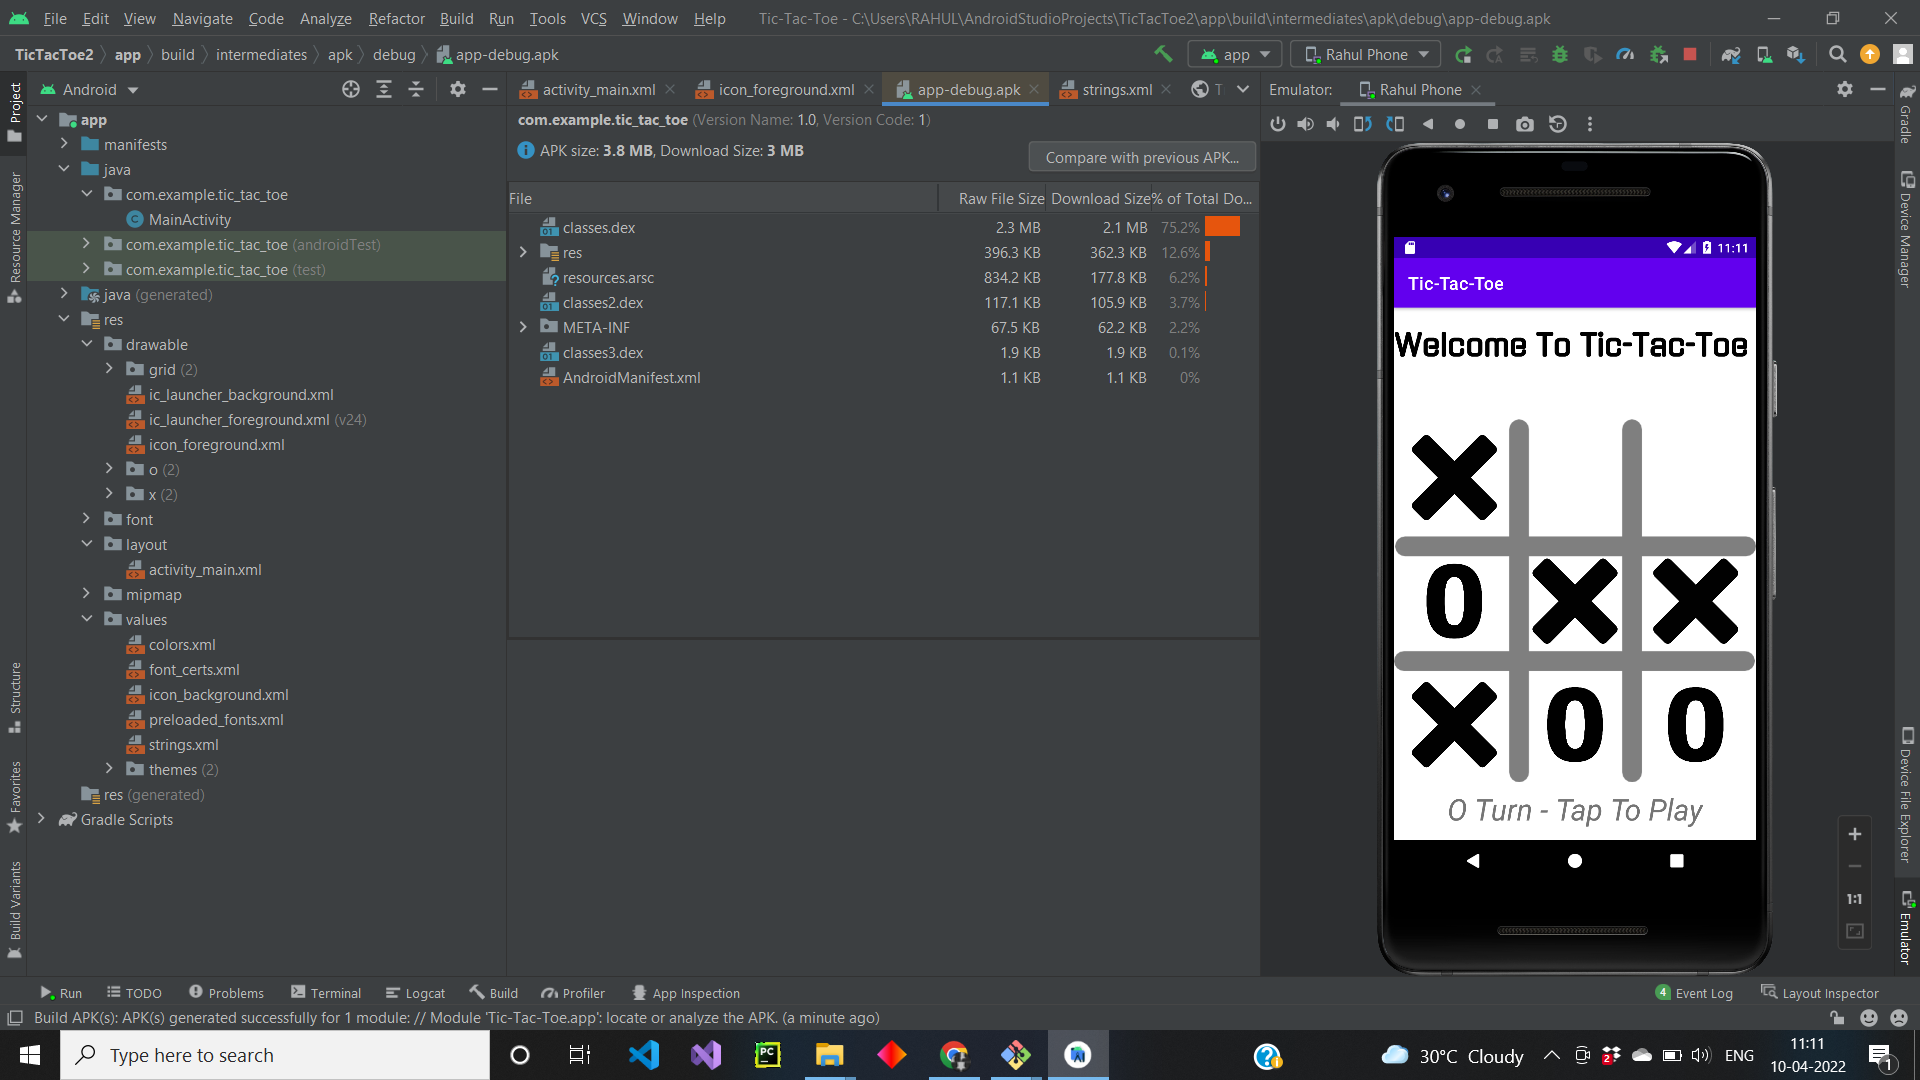 File Edit View Navigate Code Analyze Refactor Build Run Tools VCS Window Help Tic-Tac-Toe - C:\Users\RAHUL\AndroidStudioProjects\TicTacToe2\app\build\intermediates\apk\debug\app-debug.apk
TicTacToe2 app build intermediates apk debug app-debug.apk app Rahul Phone
Project
Resource Manager
Structure
Favorites
Build Variants
Android
app
manifests
java
com.example.tic_tac_toe
MainActivity
com.example.tic_tac_toe (androidTest)
com.example.tic_tac_toe (test)
java (generated)
res
drawable
grid (2)
ic_launcher_background.xml
ic_launcher_foreground.xml (v24)
icon_foreground.xml
o (2)
x (2)
font
layout
activity_main.xml
mipmap
values
colors.xml
font_certs.xml
icon_background.xml
preloaded_fonts.xml
strings.xml
themes (2)
res (generated)
Gradle Scripts
activity_main.xml icon_foreground.xml app-debug.apk strings.xml T
com.example.tic_tac_toe (Version Name: 1.0, Version Code: 1)
APK size: 3.8 MB, Download Size: 3 MB
Compare with previous APK...
File Raw File Size Download Size % of Total Do...
classes.dex 2.3 MB 2.1 MB 75.2%
res 396.3 KB 362.3 KB 12.6%
resources.arsc 834.2 KB 177.8 KB 6.2%
classes2.dex 117.1 KB 105.9 KB 3.7%
META-INF 67.5 KB 62.2 KB 2.2%
classes3.dex 1.9 KB 1.9 KB 0.1%
AndroidManifest.xml 1.1 KB 1.1 KB 0%
Emulator: Rahul Phone
11:11
Tic-Tac-Toe
Welcome To Tic-Tac-Toe
X
O X X
X O O
O Turn - Tap To Play
1:1
Gradle
Device Manager
Device File Explorer
Emulator
Run TODO Problems Terminal Logcat Build Profiler App Inspection 4 Event Log Layout Inspector
Build APK(s): APK(s) generated successfully for 1 module: // Module 'Tic-Tac-Toe.app': locate or analyze the APK. (a minute ago)
Type here to search
PC
30°C Cloudy
2
ENG
11:11
10-04-2022
1